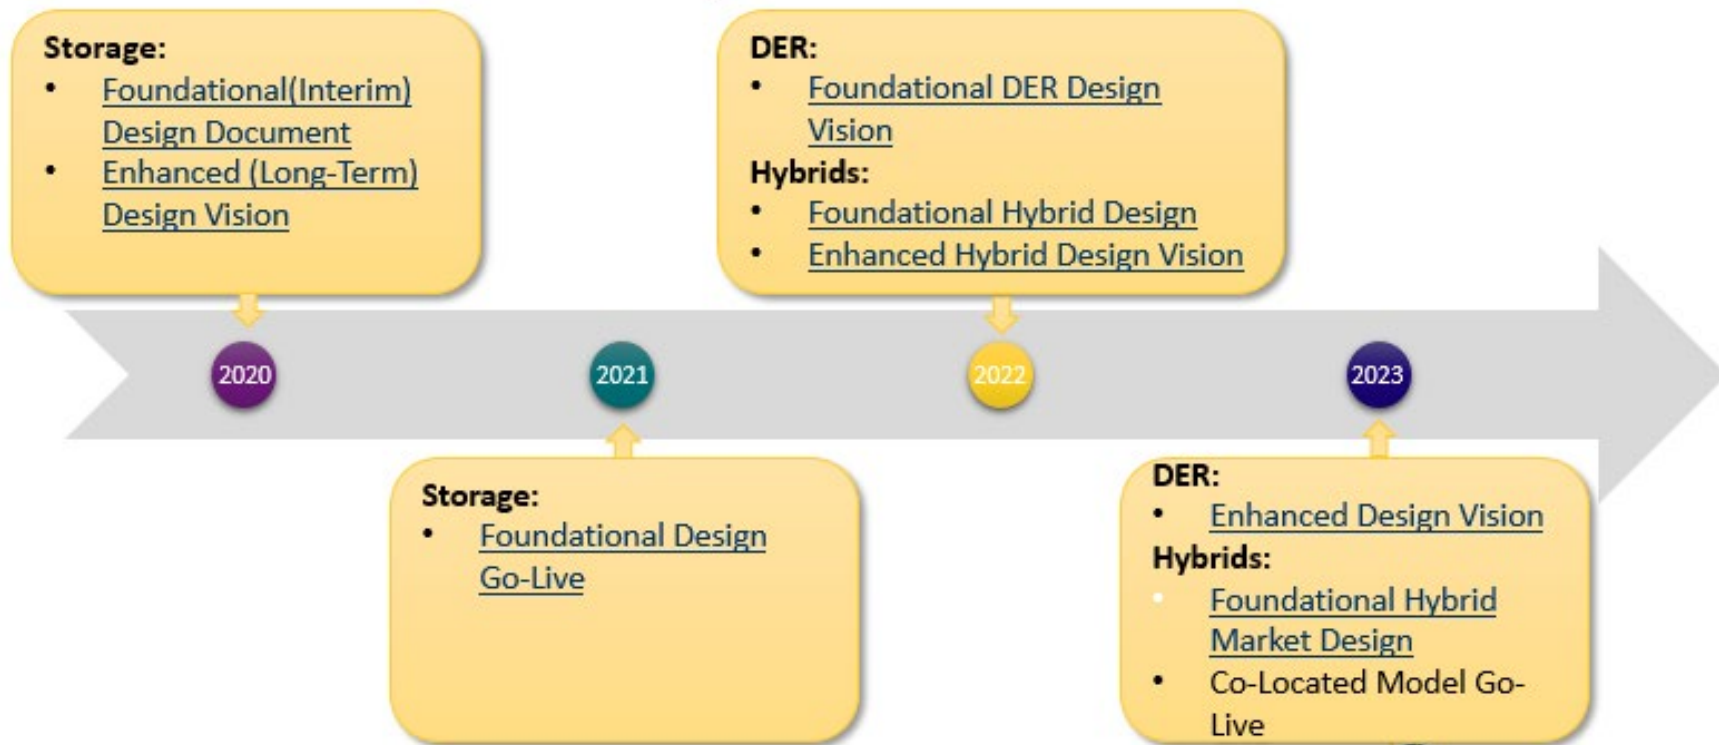 Storage:
• Foundational(Interim)
Design Document
• Enhanced (Long-Term)
Design Vision
DER:
• Foundational DER Design
Vision
Hybrids:
• Foundational Hybrid Design
• Enhanced Hybrid Design Vision
2020
2021
2022
2023
Storage:
• Foundational Design
Go-Live
DER:
• Enhanced Design Vision
Hybrids:
• Foundational Hybrid
Market Design
• Co-Located Model Go-
Live